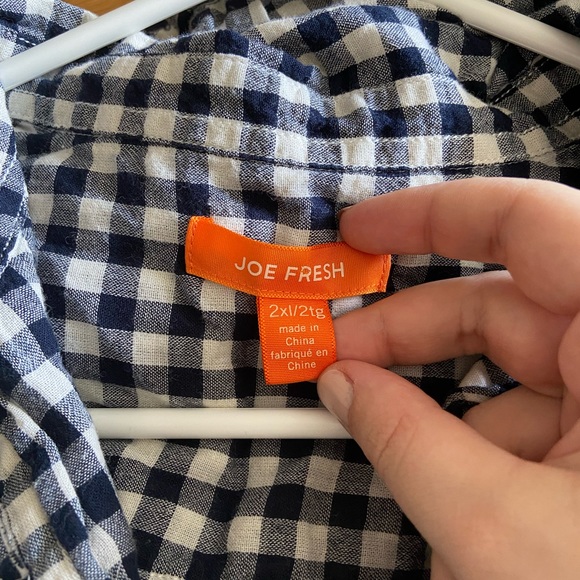 JOE FRESH
2xl/2tg
made in
China
fabriqué en
Chine